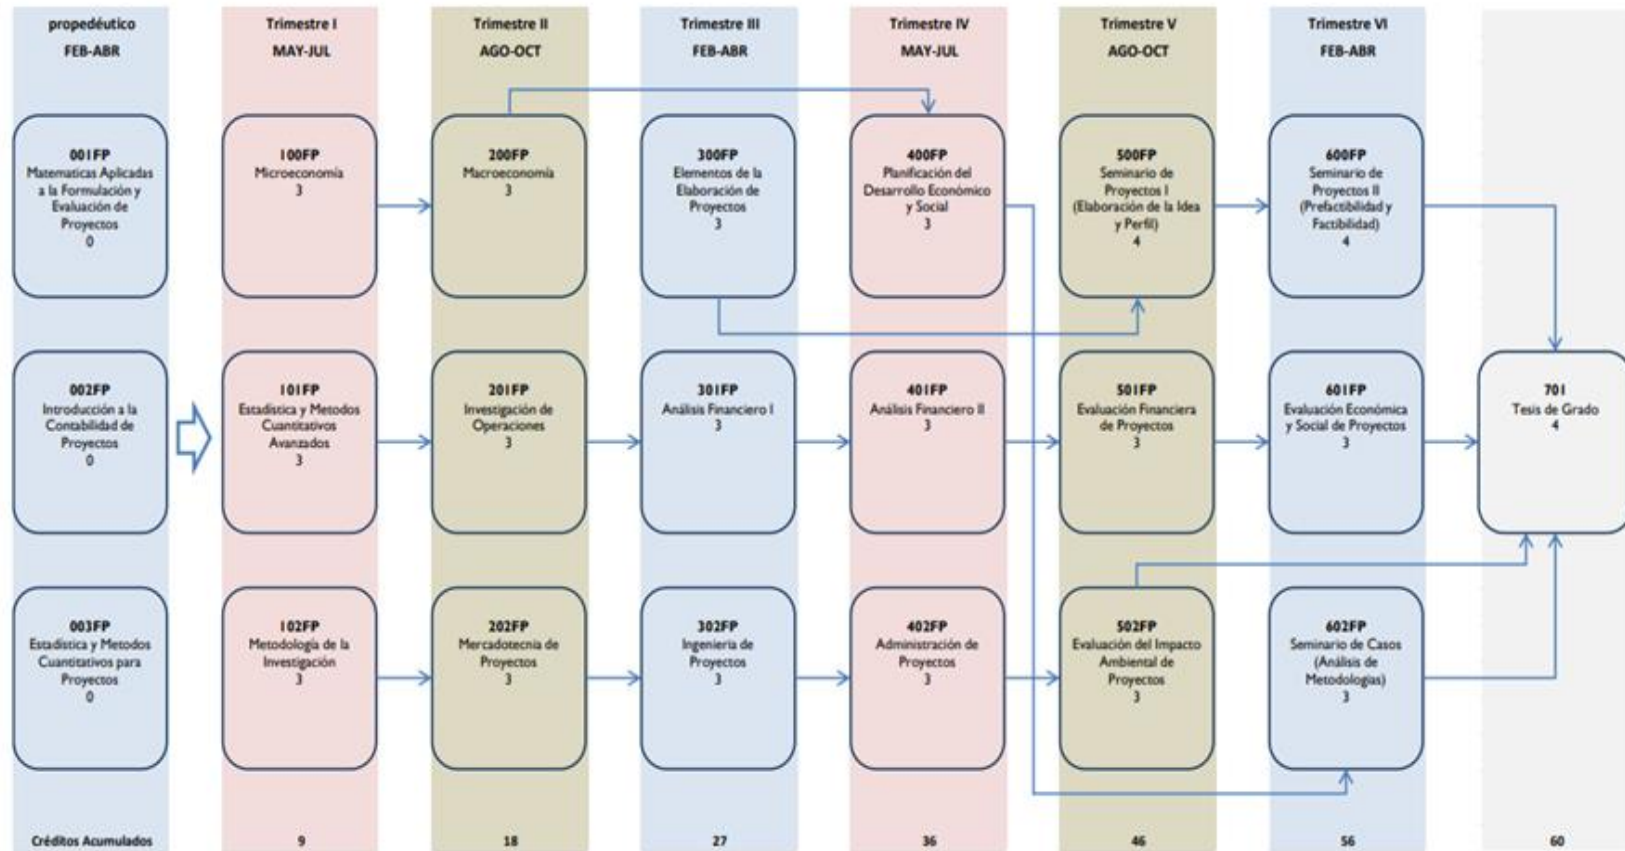 propedéutico
FEB-ABR
Trimestre I
MAY-JUL
Trimestre II
AGO-OCT
Trimestre III
FEB-ABR
Trimestre IV
MAY-JUL
Trimestre V
AGO-OCT
Trimestre VI
FEB-ABR
001FP
Matematicas Aplicadas
a la Formulación y
Evaluación de
Proyectos
0
100FP
Microeconomía
3
200FP
Macroeconomía
3
300FP
Elementos de la
Elaboración de
Proyectos
3
400FP
Planificación del
Desarrollo Económico
y Social
3
500FP
Seminario de
Proyectos I
(Elaboración de la Idea
y Perfil)
4
600FP
Seminario de
Proyectos II
(Prefactibilidad y
Factibilidad)
4
002FP
Introducción a la
Contabilidad de
Proyectos
0
101FP
Estadística y Metodos
Cuantitativos
Avanzados
3
201FP
Investigación de
Operaciones
3
301FP
Análisis Financiero I
3
401FP
Análisis Financiero II
3
501FP
Evaluación Financiera
de Proyectos
3
601FP
Evaluación Económica
y Social de Proyectos
3
701
Tesis de Grado
4
003FP
Estadística y Metodos
Cuantitativos para
Proyectos
0
102FP
Metodología de la
Investigación
3
202FP
Mercadotecnia de
Proyectos
3
302FP
Ingeniería de
Proyectos
3
402FP
Administración de
Proyectos
3
502FP
Evaluación del Impacto
Ambiental de
Proyectos
3
602FP
Seminario de Casos
(Análisis de
Metodologías)
3
Créditos Acumulados
9
18
27
36
46
56
60